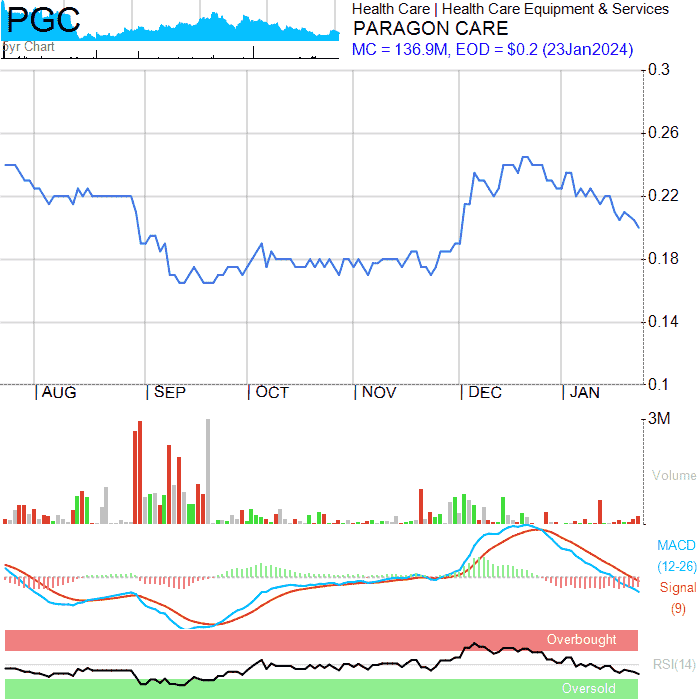 PGC
5yr Chart
Health Care | Health Care Equipment & Services
PARAGON CARE
MC = 136.9M, EOD = $0.2 (23Jan2024)
0.3
0.26
0.22
0.18
0.14
0.1
| AUG | SEP | OCT | NOV | DEC | JAN
3M
Volume
MACD
(12-26)
Signal
(9)
Overbought
RSI(14)
Oversold